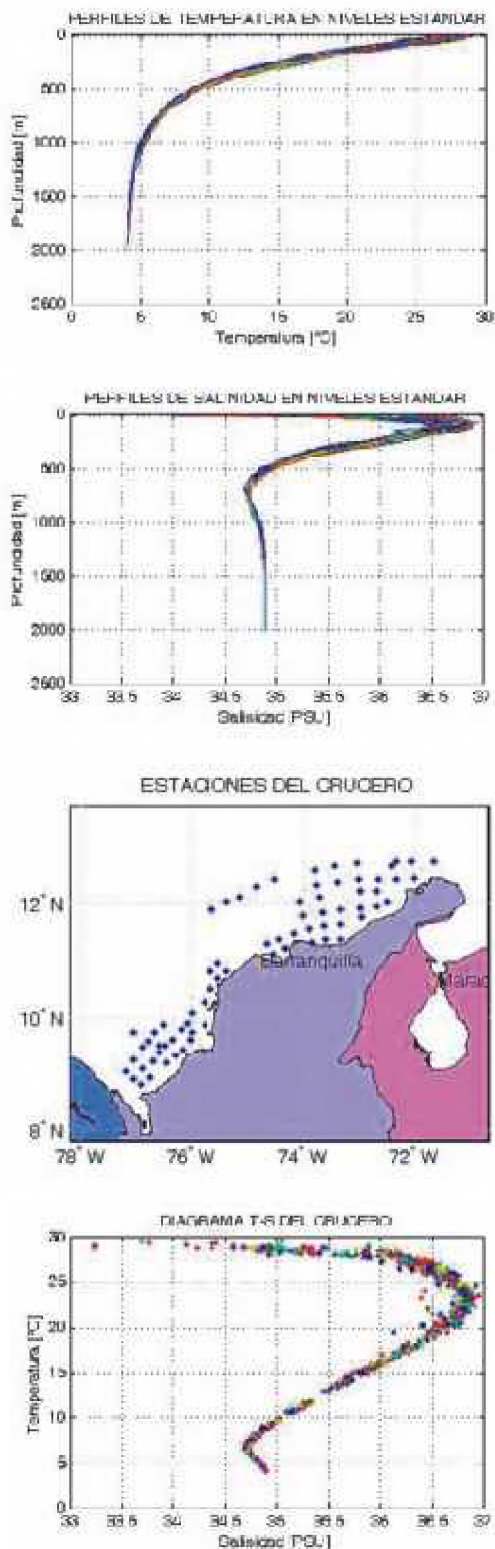 PERFILES DE TEMPERATURA EN NIVELES ESTANDAR
0
500
1000
1500
2000
2500
Profundidad [m]
0 5 10 15 20 25 30
Temperatura [°C]
PERFILES DE SALINIDAD EN NIVELES ESTANDAR
0
500
1000
1500
2000
2500
Profundidad [m]
33 33.5 34 34.5 35 35.5 36 36.5 37
Salinidad [PSU]
ESTACIONES DEL CRUCERO
12° N
10° N
8° N
Barranquilla
Marac
78° W 76° W 74° W 72° W
DIAGRAMA T-S DEL CRUCERO
30
25
20
15
10
5
0
Temperatura [°C]
33 33.5 34 34.5 35 35.5 36 36.5 37
Salinidad [PSU]